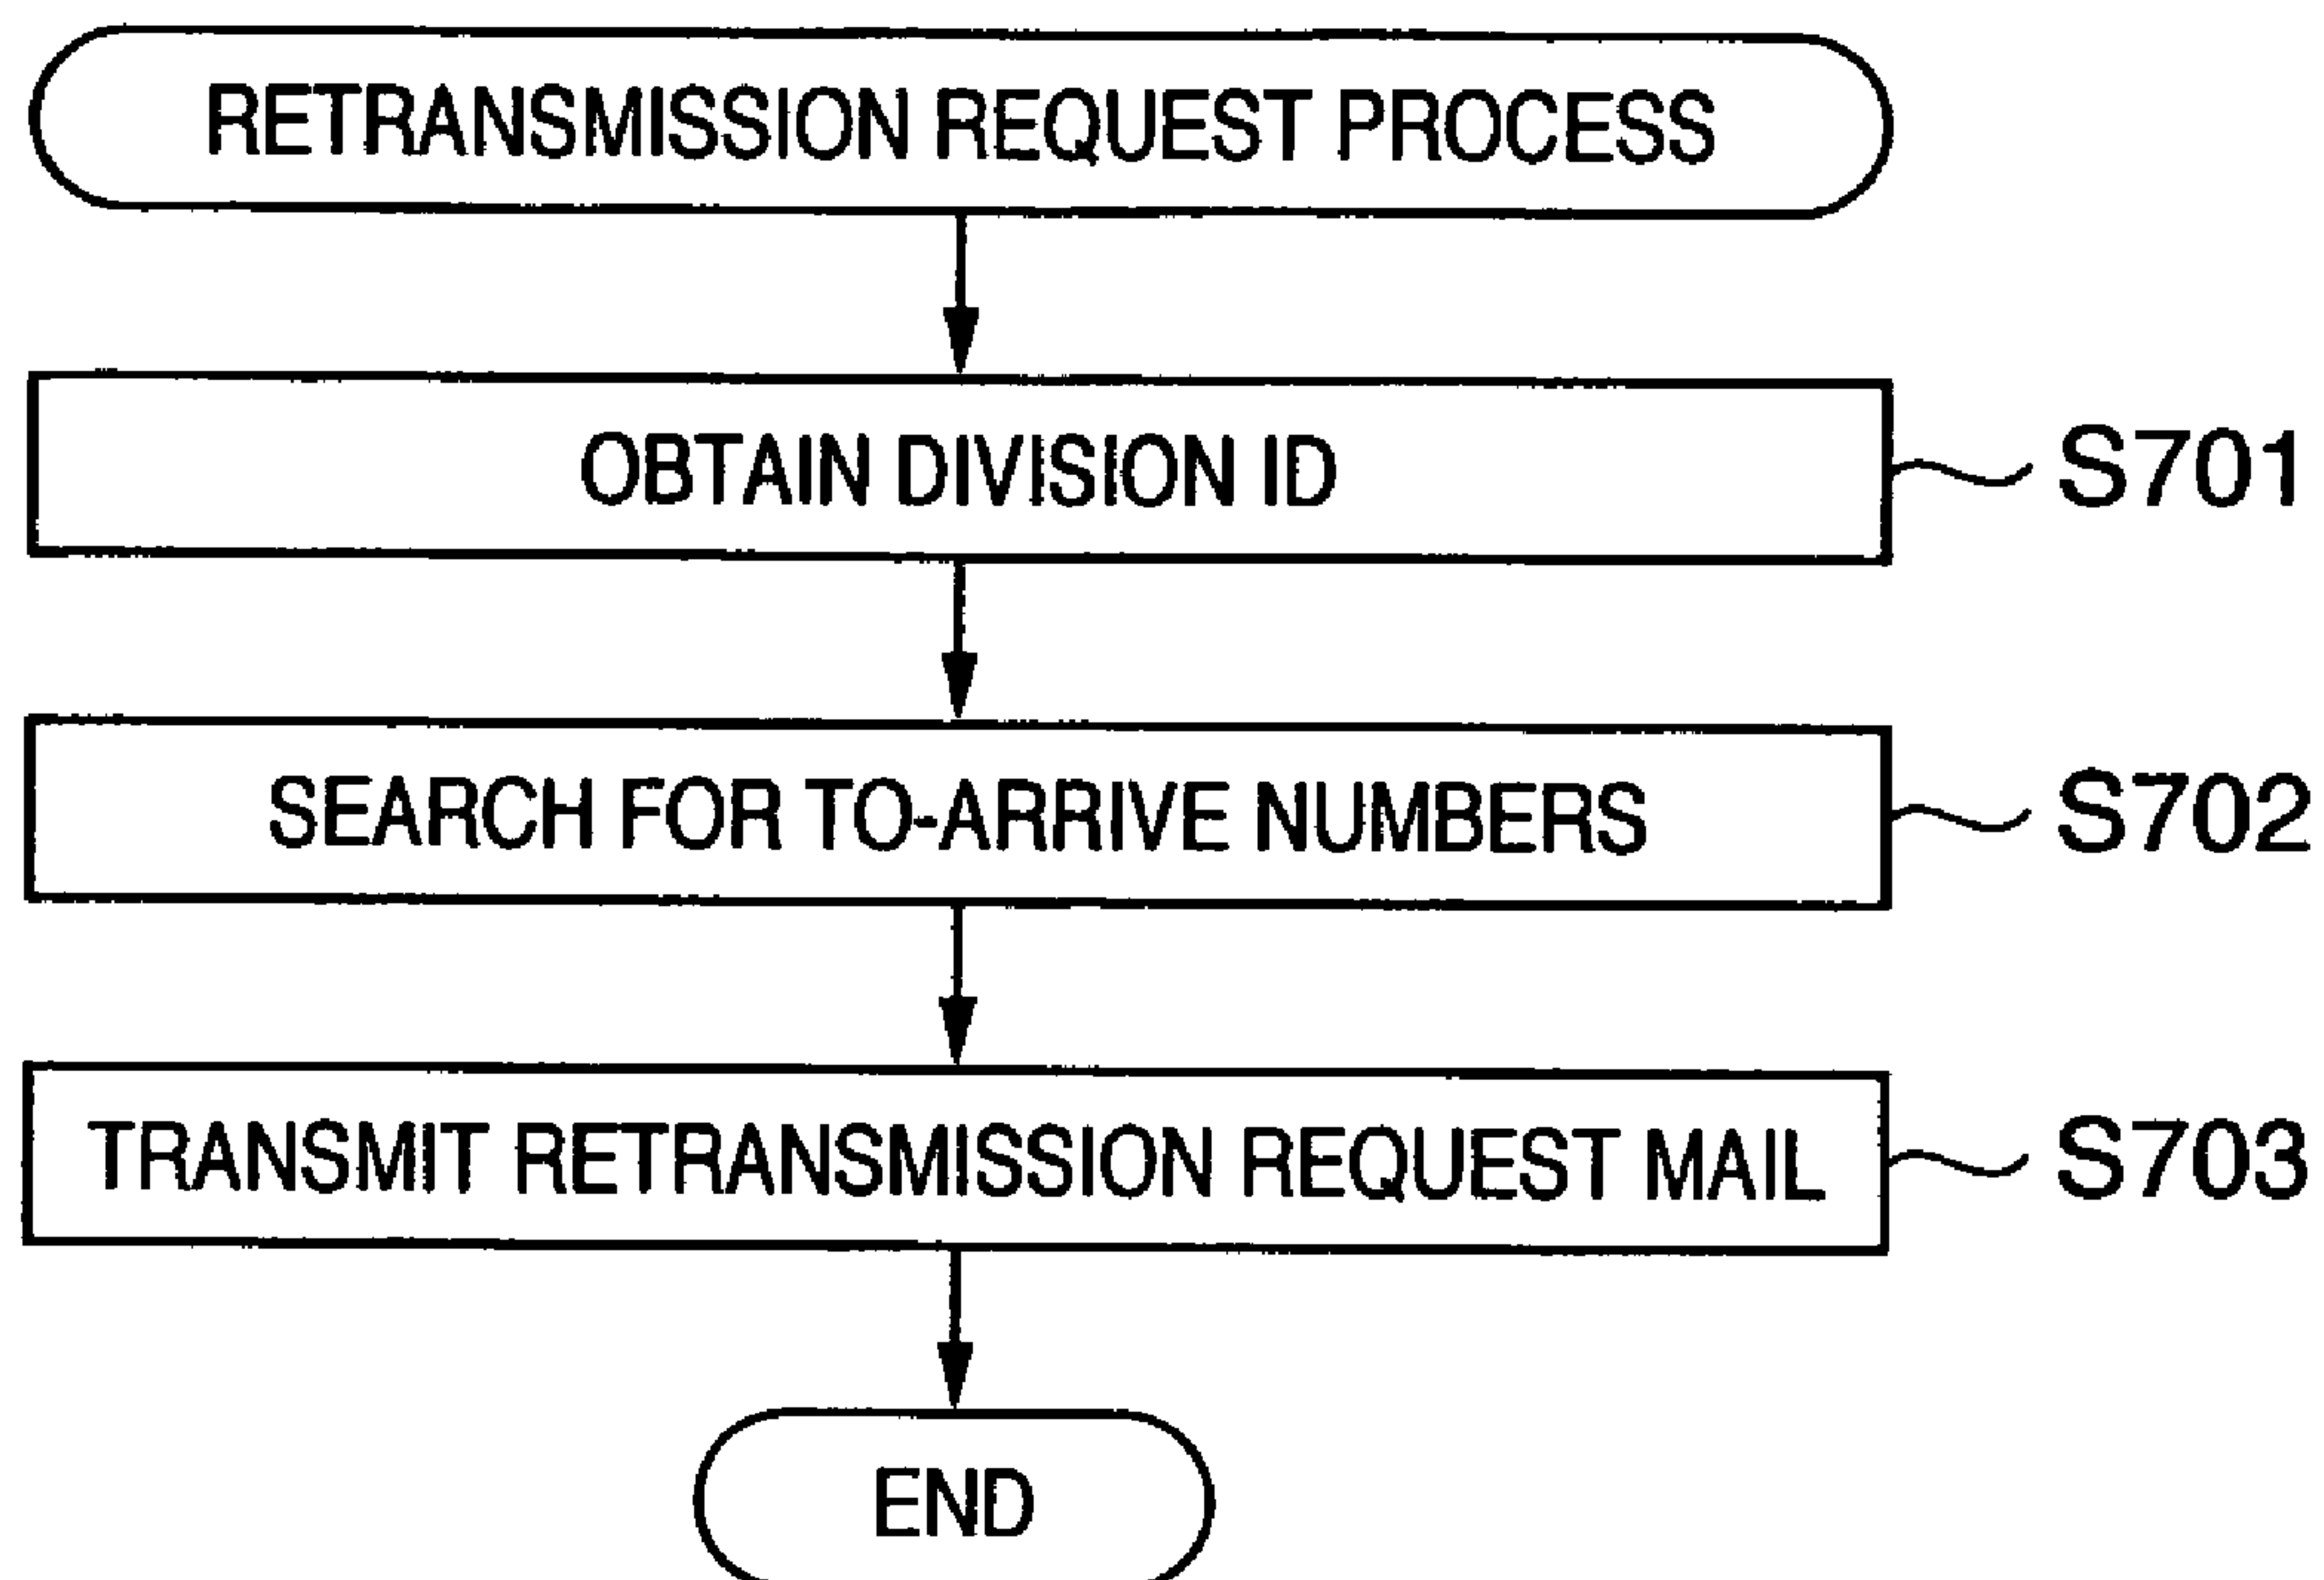 RETRANSMISSION REQUEST PROCESS
OBTAIN DIVISION ID
S701
SEARCH FOR TO-ARRIVE NUMBERS
S702
TRANSMIT RETRANSMISSION REQUEST MAIL
S703
END